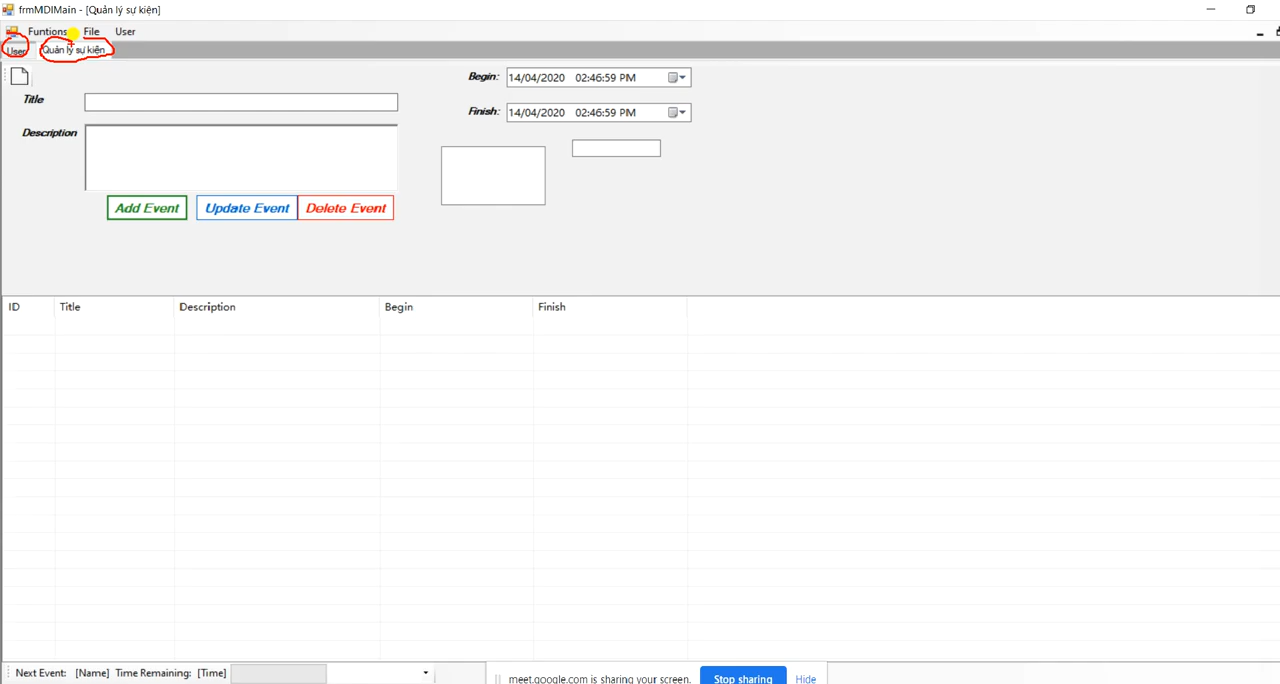 frmMDIMain - [Quản lý sự kiện]
Funtions File User
User Quản lý sự kiện
Begin: 14/04/2020 02:46:59 PM
Title
Finish: 14/04/2020 02:46:59 PM
Description
Add Event Update Event Delete Event
ID Title Description Begin Finish
Next Event: [Name] Time Remaining: [Time]
meet.google.com is sharing your screen. Stop sharing Hide